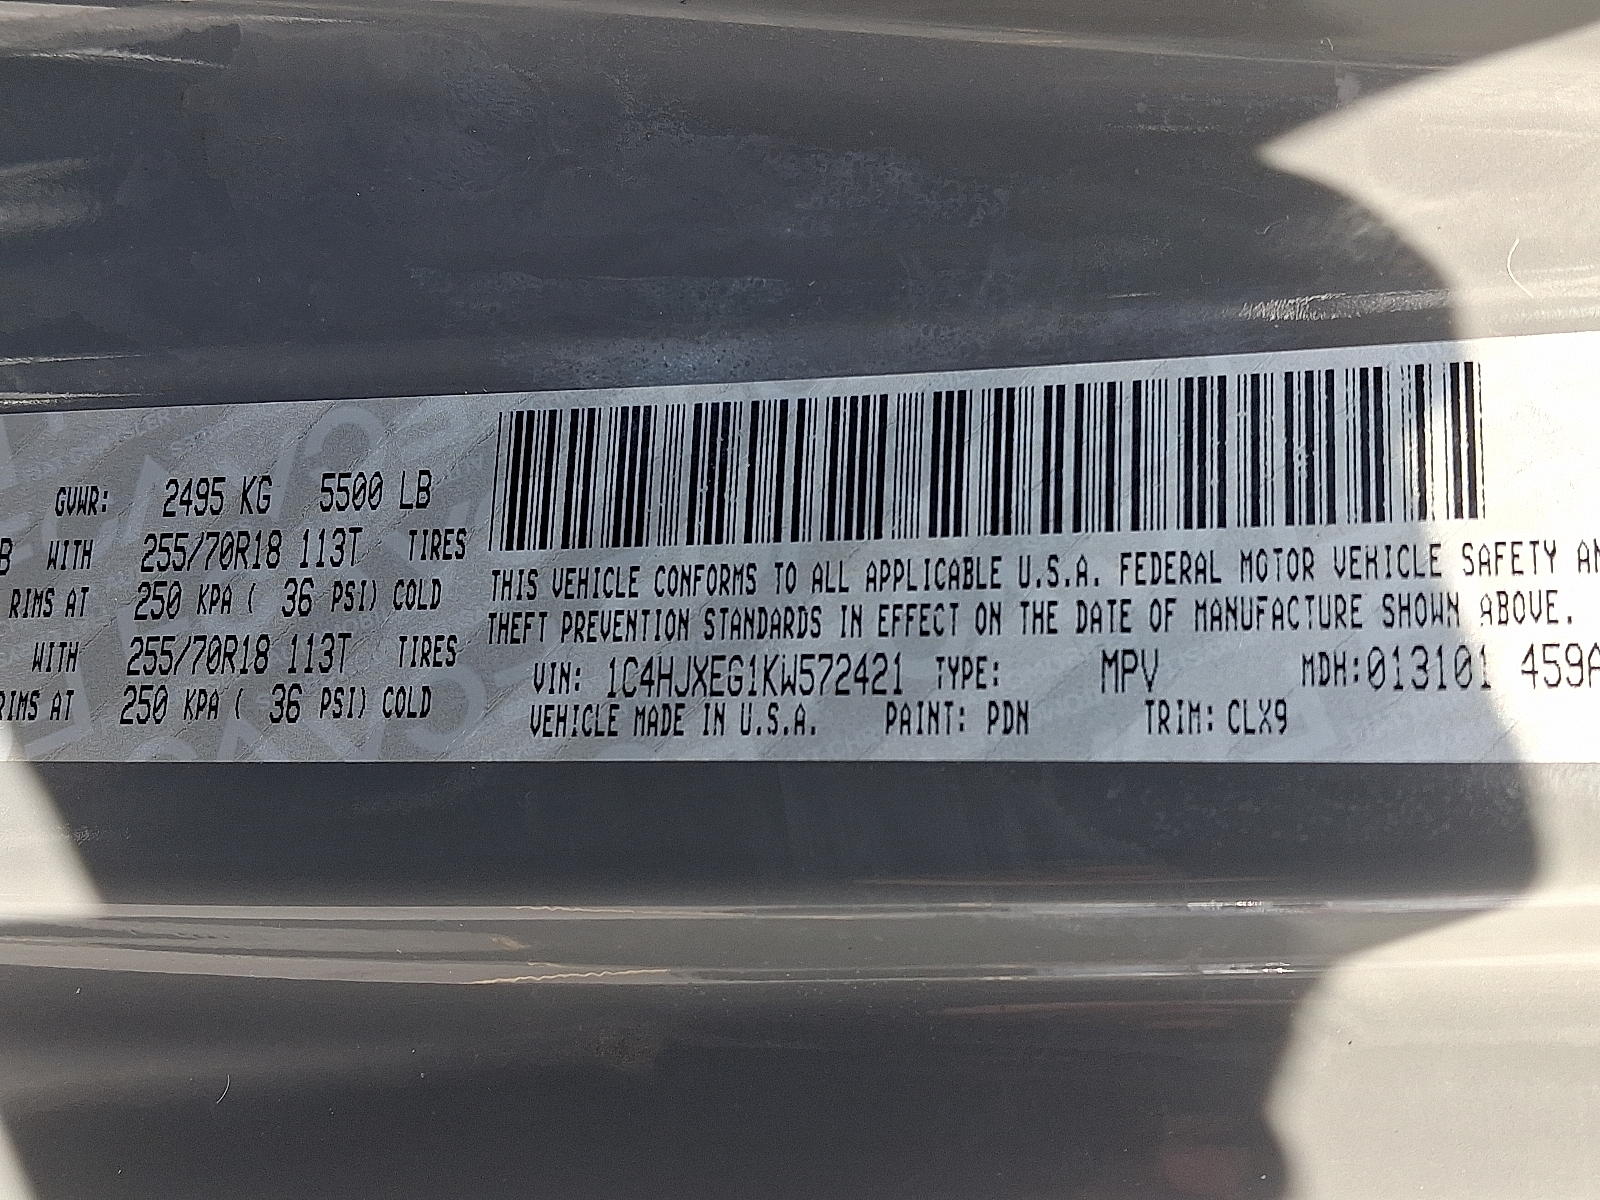 GVWR: 2495 KG 5500 LB
B WITH 255/70R18 113T TIRES
RIMS AT 250 KPA ( 36 PSI) COLD
WITH 255/70R18 113T TIRES
RIMS AT 250 KPA ( 36 PSI) COLD
THIS VEHICLE CONFORMS TO ALL APPLICABLE U.S.A. FEDERAL MOTOR VEHICLE SAFETY AN
THEFT PREVENTION STANDARDS IN EFFECT ON THE DATE OF MANUFACTURE SHOWN ABOVE.
VIN: 1C4HJXEG1KW572421 TYPE: MPV MDH:013101 459A
VEHICLE MADE IN U.S.A. PAINT: PDN TRIM: CLX9